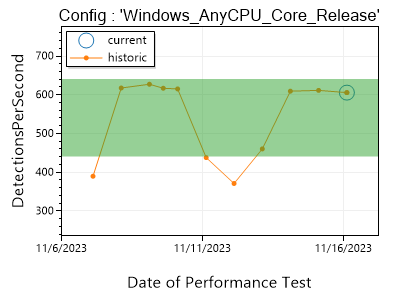 Config : 'Windows_AnyCPU_Core_Release'
current
historic
DetectionsPerSecond
700
600
500
400
300
11/6/2023
11/11/2023
11/16/2023
Date of Performance Test